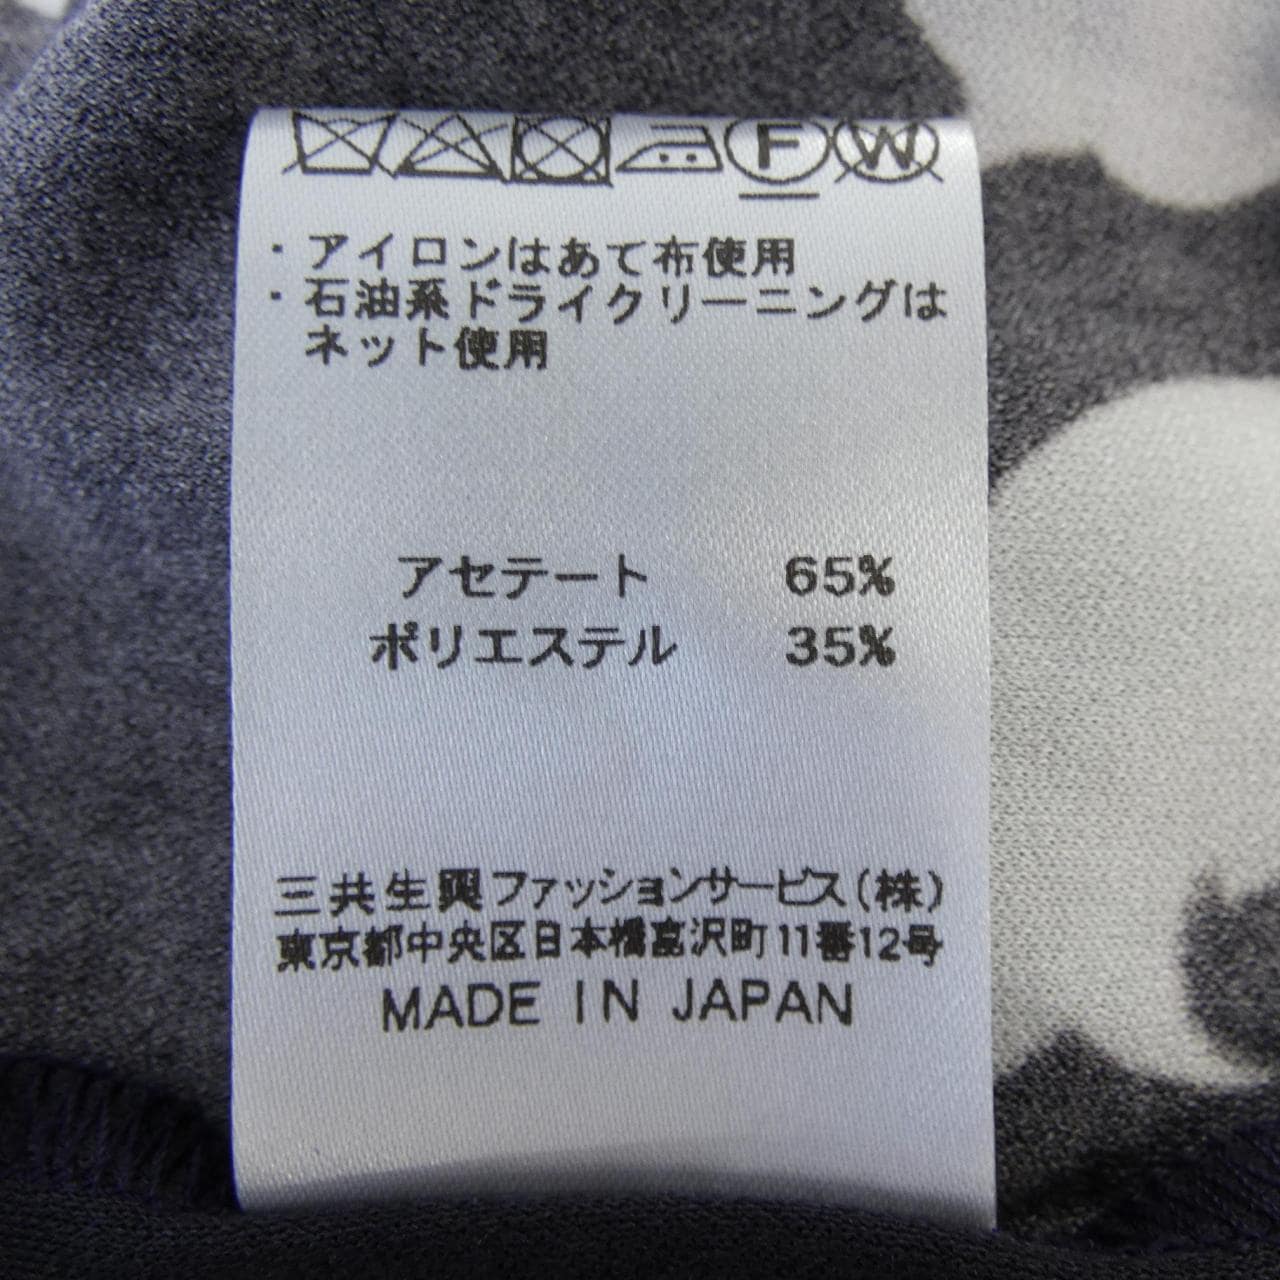 F W
・アイロンはあて布使用
・石油系ドライクリーニングは
ネット使用
アセテート 65%
ポリエステル 35%
三共生興ファッションサービス(株)
東京都中央区日本橋富沢町11番12号
MADE IN JAPAN